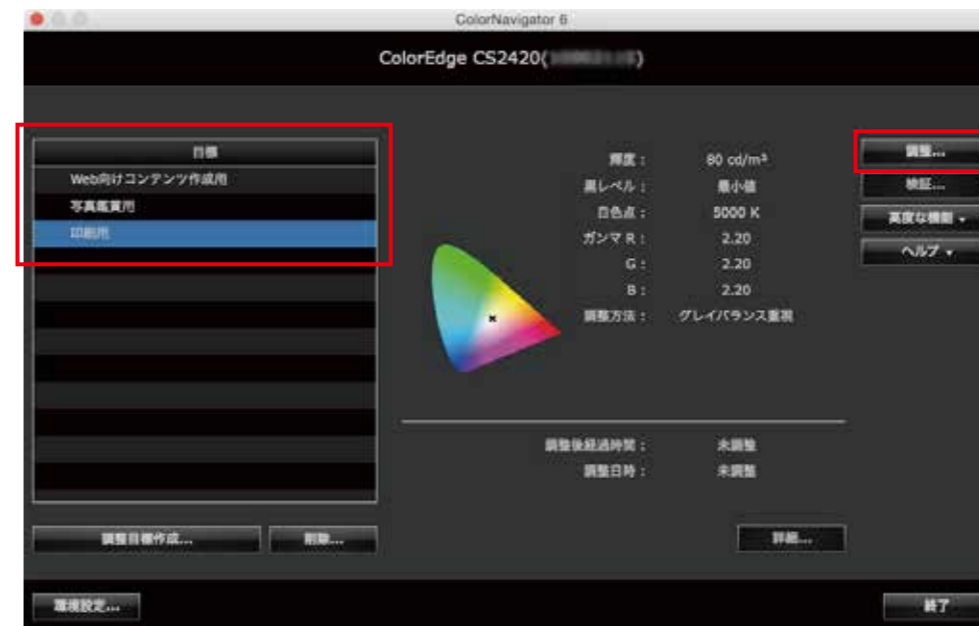 ColorNavigator 6
ColorEdge CS2420( )
目標
Web向けコンテンツ作成用
写真鑑賞用
印刷用
輝度： 80 cd/m²
黒レベル： 最小値
白色点： 5000 K
ガンマ R： 2.20
G： 2.20
B： 2.20
調整方法： グレイバランス重視
調整後経過時間： 未調整
調整日時： 未調整
調整...
検証...
高度な機能
ヘルプ
調整目標作成...
削除...
詳細...
環境設定...
終了